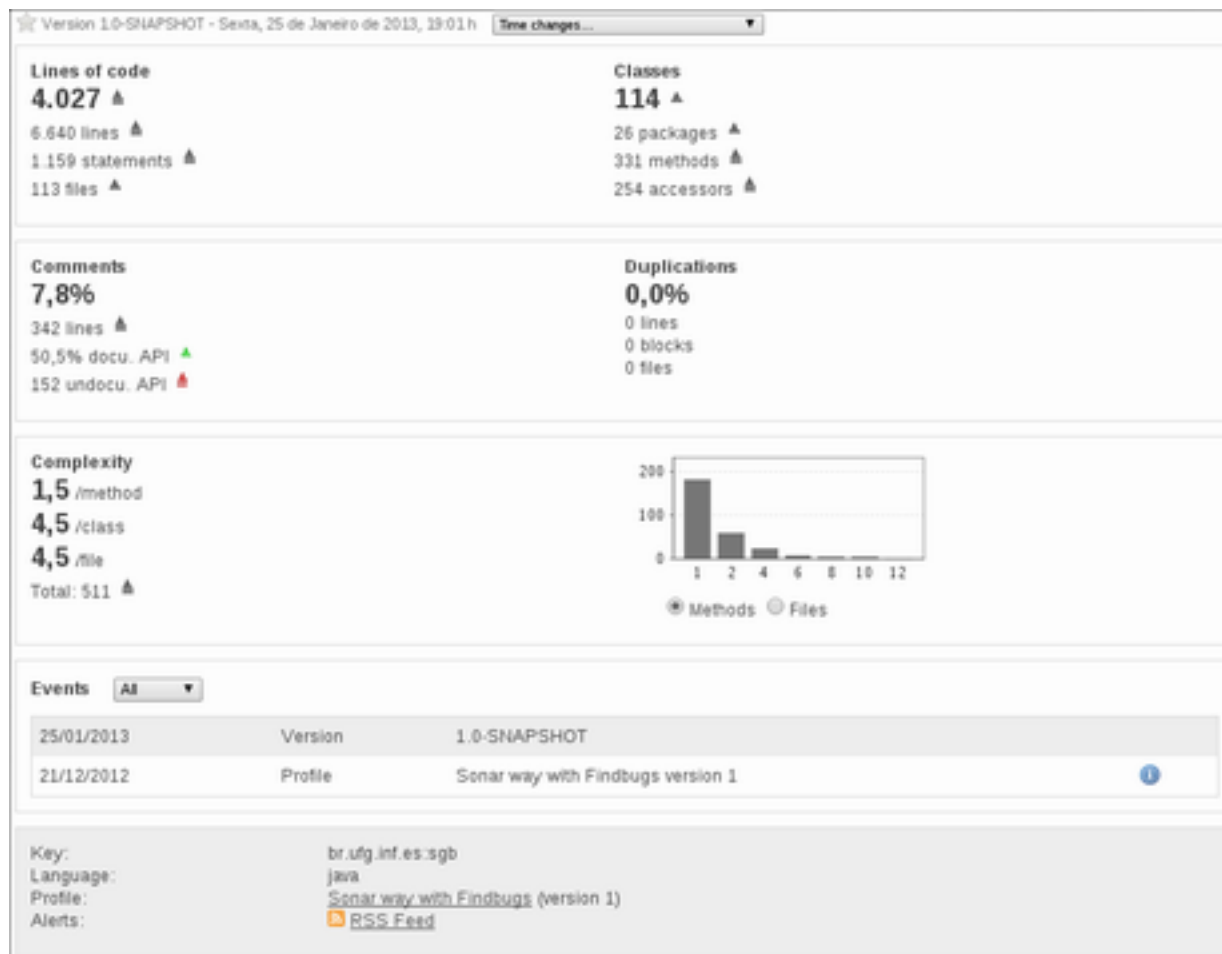 Version 1.0-SNAPSHOT - Sexta, 25 de Janeiro de 2013, 19:01 h Time changes...
Lines of code
4.027
6.640 lines
1.159 statements
113 files
Classes
114
26 packages
331 methods
254 accessors
Comments
7,8%
342 lines
50,5% docu. API
152 undocu. API
Duplications
0,0%
0 lines
0 blocks
0 files
Complexity
1,5 /method
4,5 /class
4,5 /file
Total: 511
200
100
0
1 2 4 6 8 10 12
Methods Files
Events All
25/01/2013 Version 1.0-SNAPSHOT
21/12/2012 Profile Sonar way with Findbugs version 1
Key: br.ufg.inf.es:sgb
Language: java
Profile: Sonar way with Findbugs (version 1)
Alerts: RSS Feed